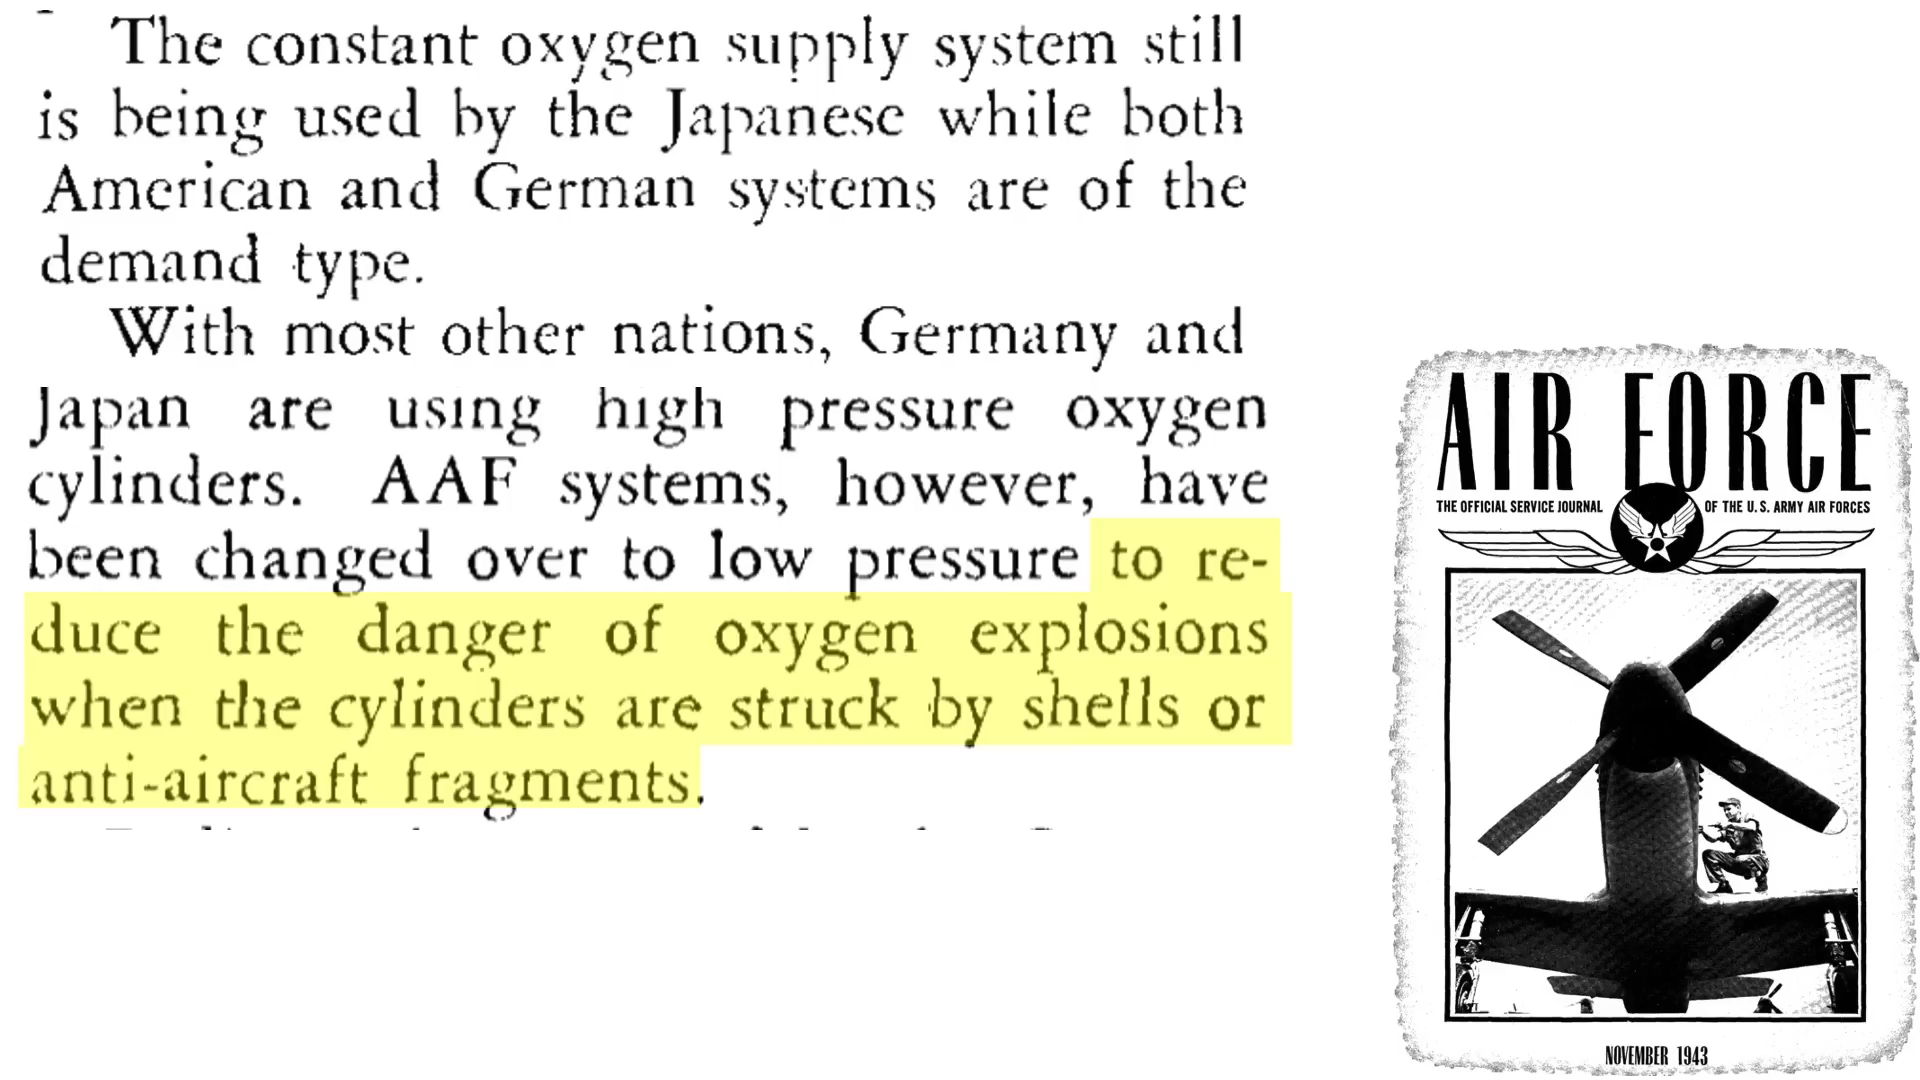 The constant oxygen supply system still
is being used by the Japanese while both
American and German systems are of the
demand type.
With most other nations, Germany and
Japan are using high pressure oxygen
cylinders. AAF systems, however, have
been changed over to low pressure to re-
duce the danger of oxygen explosions
when the cylinders are struck by shells or
anti-aircraft fragments.
AIR FORCE
THE OFFICIAL SERVICE JOURNAL OF THE U. S. ARMY AIR FORCES
NOVEMBER 1943